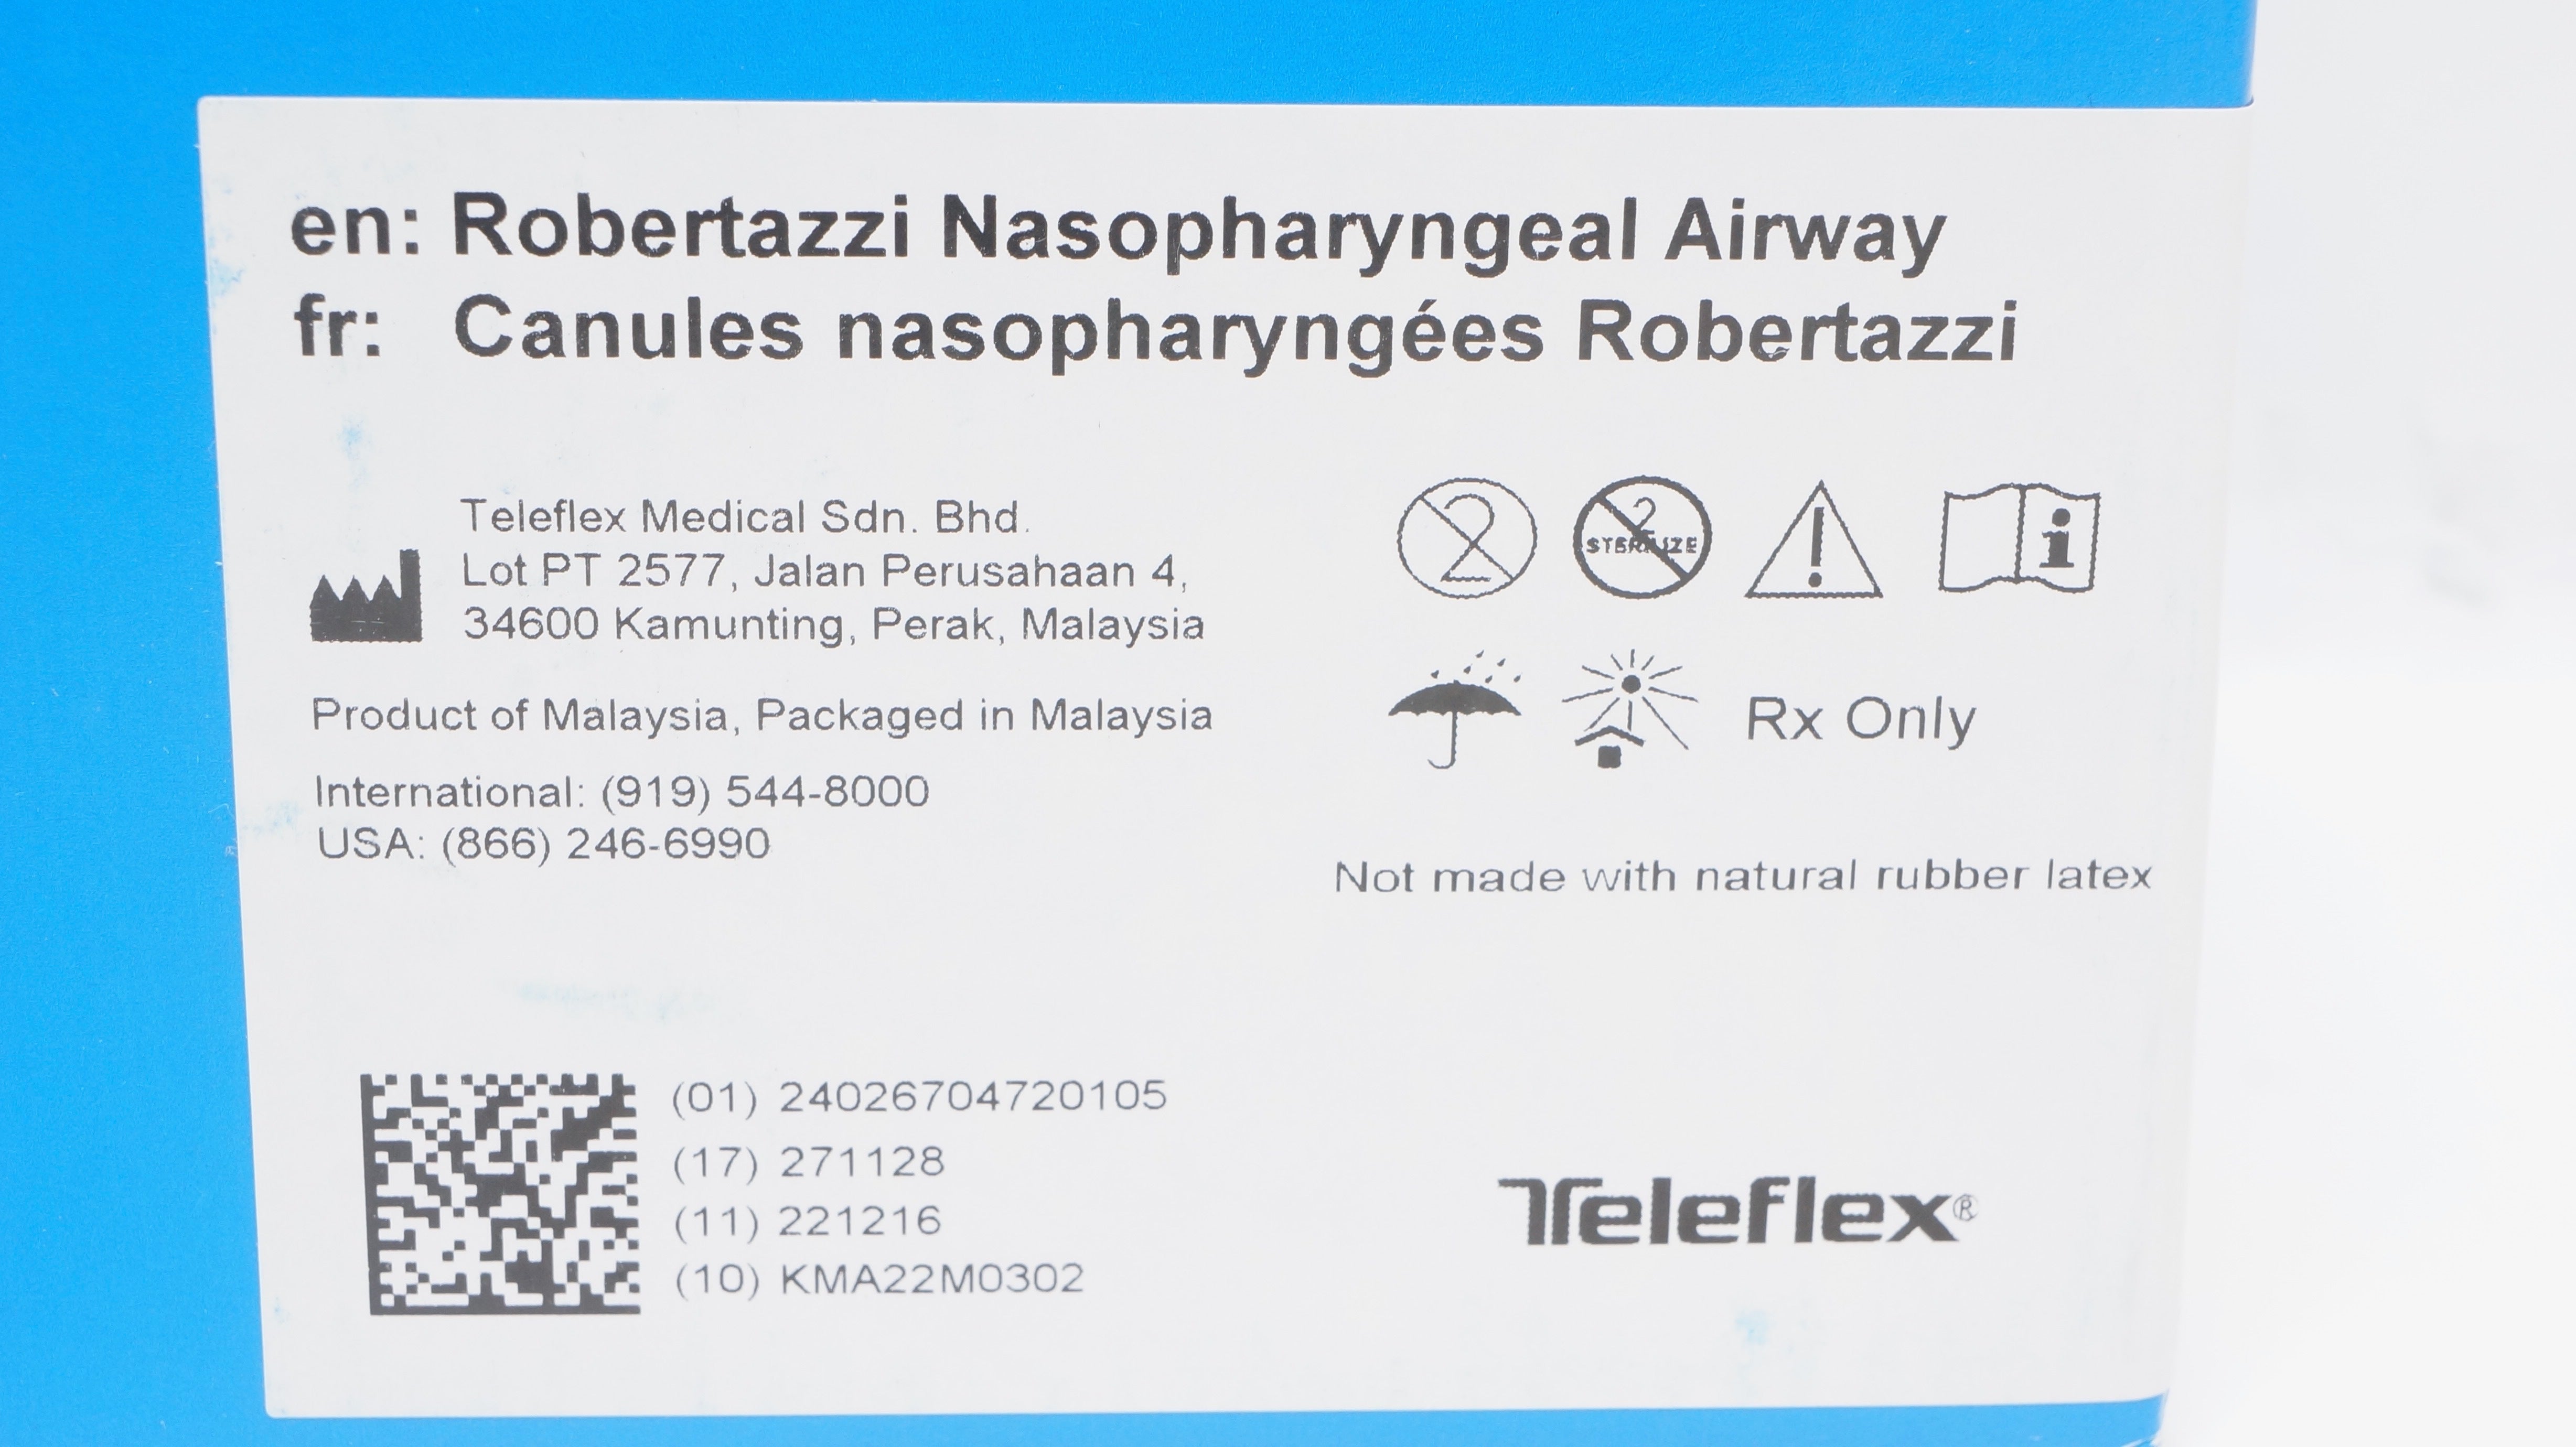 en: Robertazzi Nasopharyngeal Airway
fr: Canules nasopharyngées Robertazzi
Teleflex Medical Sdn. Bhd.
Lot PT 2577, Jalan Perusahaan 4,
34600 Kamunting, Perak, Malaysia
Product of Malaysia, Packaged in Malaysia
International: (919) 544-8000
USA: (866) 246-6990
2
2
STERILIZE
i
Rx Only
Not made with natural rubber latex
(01) 24026704720105
(17) 271128
(11) 221216
(10) KMA22M0302
Teleflex®